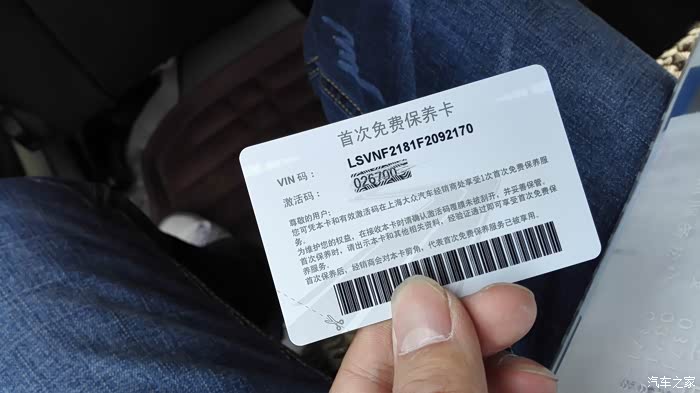 首次免费保养卡
VIN 码： LSVNF2181F2092170
激活码： 026700
尊敬的用户：
您可凭本卡和有效激活码在上海大众汽车经销商处享受1次首次免费保养服
务。
为维护您的权益，在接收本卡时请确认激活码覆膜未被刮开，并妥善保管。
首次保养时，请出示本卡和其他相关资料，经验证通过即可享受首次免费保
养服务。
首次保养后，经销商会对本卡剪角，代表首次免费保养服务已被享用。
汽车之家